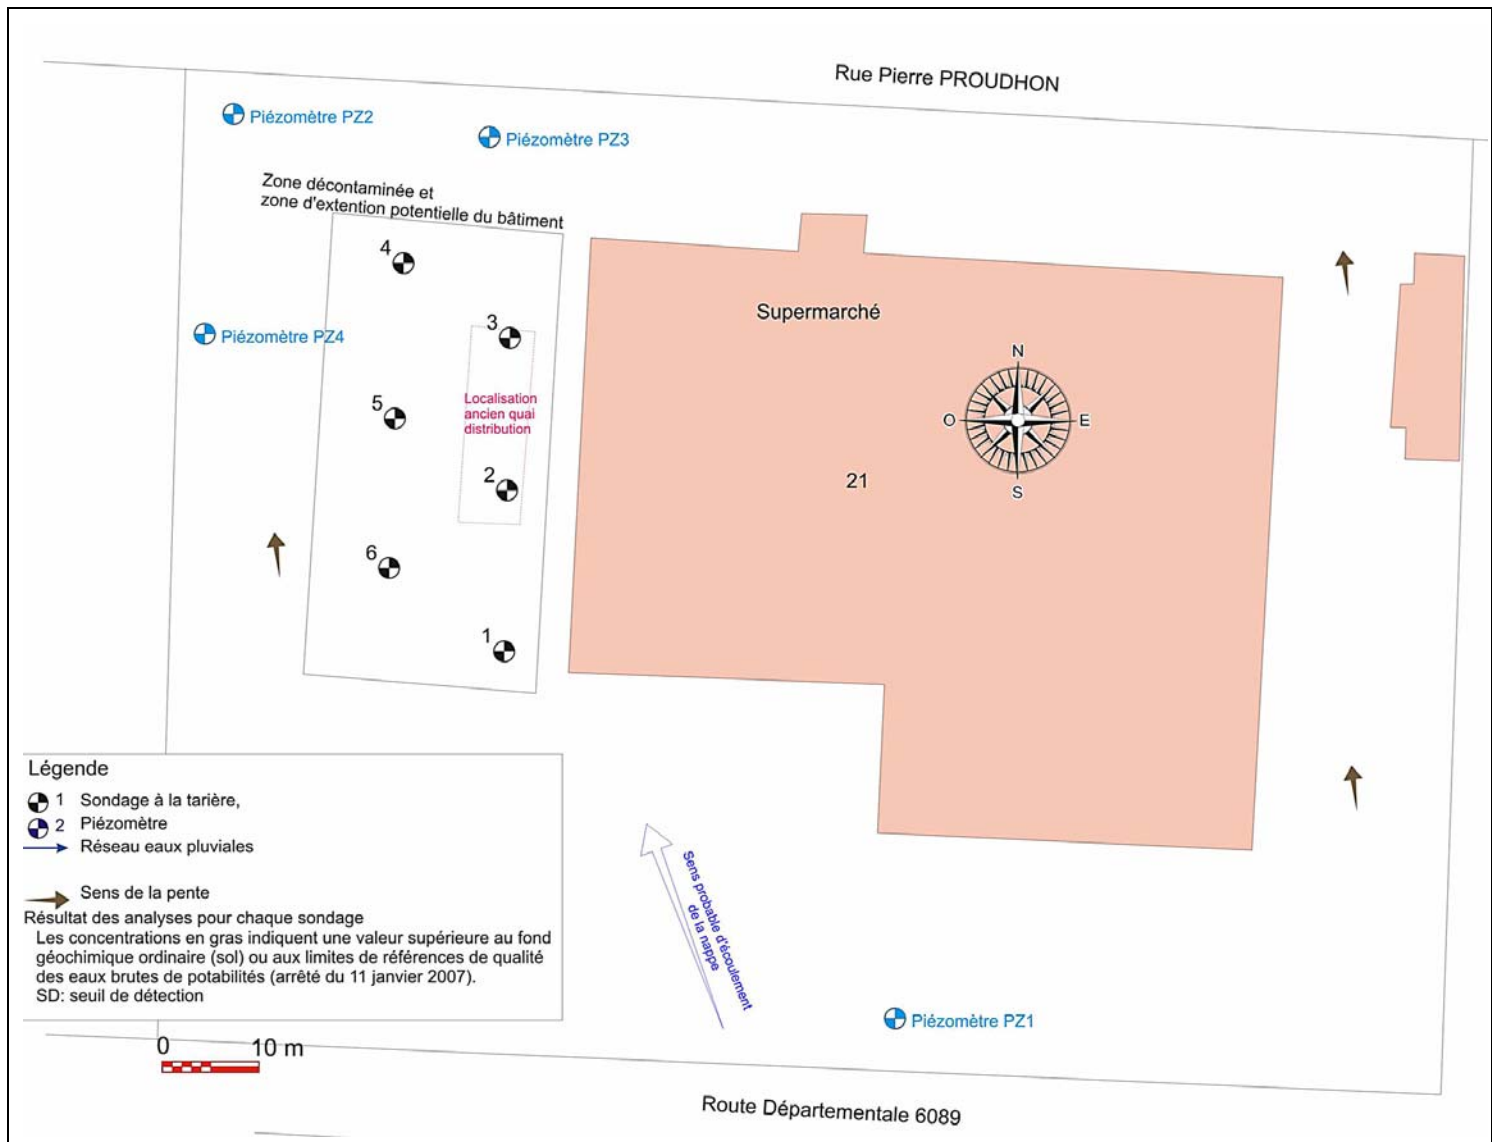 Rue Pierre PROUDHON
Piézomètre PZ2
Piézomètre PZ3
Zone décontaminée et
zone d'extention potentielle du bâtiment
4
3
Piézomètre PZ4
Supermarché
N
O
E
S
5
Localisation
ancien quai
distribution
2
21
6
1
Légende
1 Sondage à la tarière,
2 Piézomètre
Réseau eaux pluviales
Sens de la pente
Résultat des analyses pour chaque sondage
Les concentrations en gras indiquent une valeur supérieure au fond
géochimique ordinaire (sol) ou aux limites de références de qualité
des eaux brutes de potabilités (arrêté du 11 janvier 2007).
SD: seuil de détection
Sens probable d'écoulement
de la nappe
Piézomètre PZ1
0 10 m
Route Départementale 6089